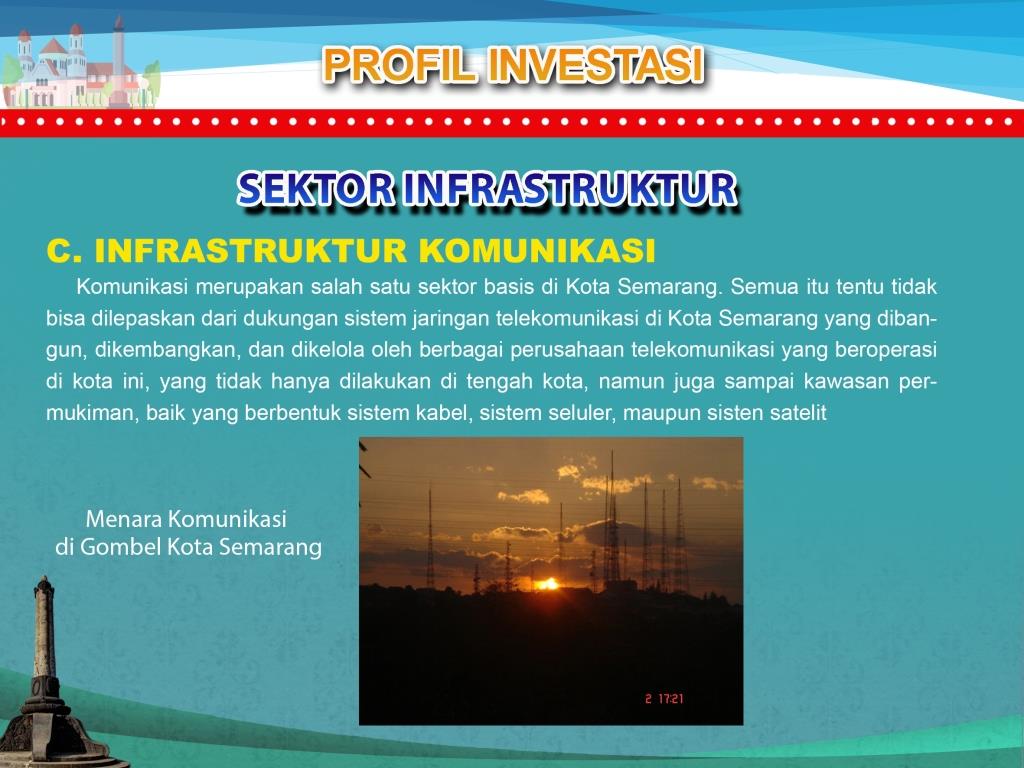 PROFIL INVESTASI
SEKTOR INFRASTRUKTUR
C. INFRASTRUKTUR KOMUNIKASI
Komunikasi merupakan salah satu sektor basis di Kota Semarang. Semua itu tentu tidak
bisa dilepaskan dari dukungan sistem jaringan telekomunikasi di Kota Semarang yang diban-
gun, dikembangkan, dan dikelola oleh berbagai perusahaan telekomunikasi yang beroperasi
di kota ini, yang tidak hanya dilakukan di tengah kota, namun juga sampai kawasan per-
mukiman, baik yang berbentuk sistem kabel, sistem seluler, maupun sisten satelit
Menara Komunikasi
di Gombel Kota Semarang
2 17:21